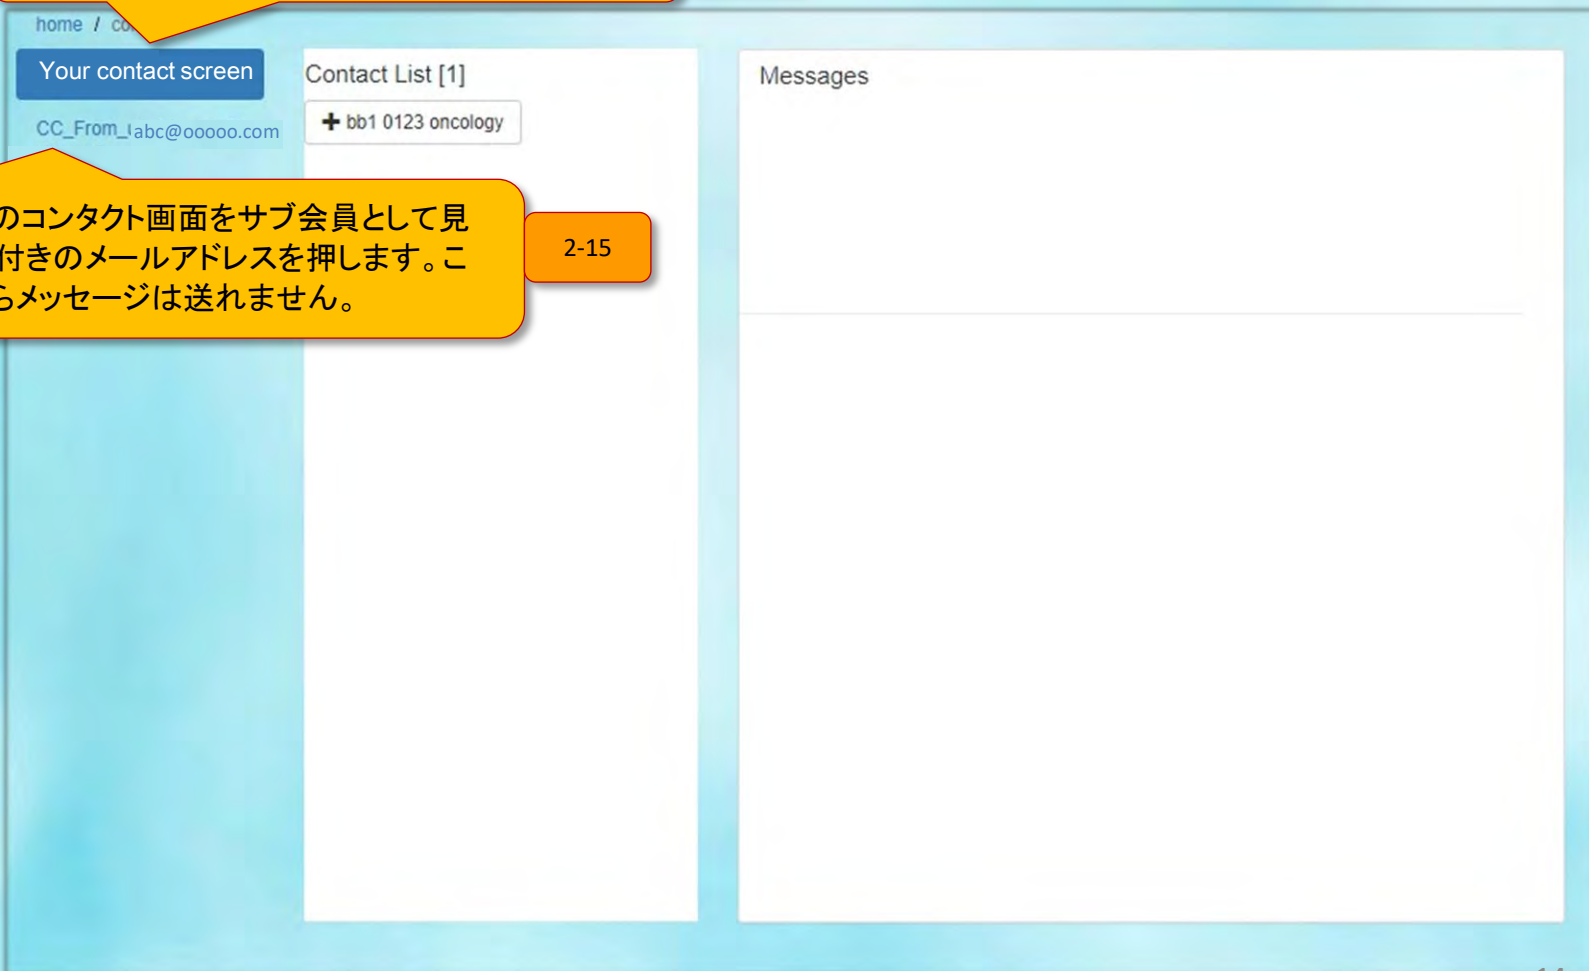 home /
Your contact screen
CC_From_
abc@ooooo.com
Contact List [1]
+ bb1 0123 oncology
Messages
のコンタクト画面をサブ会員として見
付きのメールアドレスを押します。こ
らメッセージは送れません。
2-15